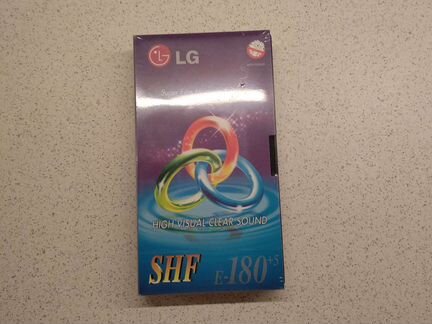 LG
HIGH VISUAL CLEAR SOUND
SHF
E-180+5